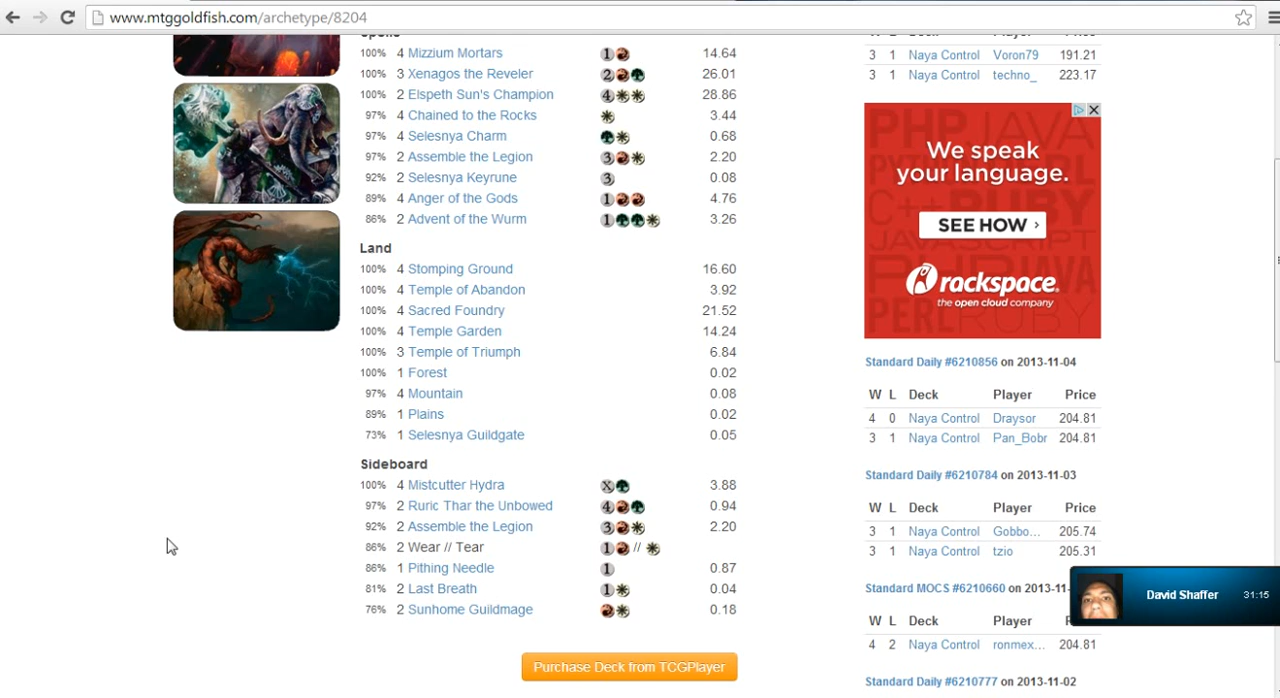 www.mtggoldfish.com/archetype/8204
100% 4 Mizzium Mortars 1 14.64
100% 3 Xenagos the Reveler 2 26.01
100% 2 Elspeth Sun's Champion 4 28.86
97% 4 Chained to the Rocks 3.44
97% 4 Selesnya Charm 0.68
97% 2 Assemble the Legion 3 2.20
92% 2 Selesnya Keyrune 3 0.08
89% 4 Anger of the Gods 1 4.76
86% 2 Advent of the Wurm 1 3.26
Land
100% 4 Stomping Ground 16.60
100% 4 Temple of Abandon 3.92
100% 4 Sacred Foundry 21.52
100% 4 Temple Garden 14.24
100% 3 Temple of Triumph 6.84
100% 1 Forest 0.02
97% 4 Mountain 0.08
89% 1 Plains 0.02
73% 1 Selesnya Guildgate 0.05
Sideboard
100% 4 Mistcutter Hydra X 3.88
97% 2 Ruric Thar the Unbowed 4 0.94
92% 2 Assemble the Legion 3 2.20
86% 2 Wear // Tear 1 //
86% 1 Pithing Needle 1 0.87
81% 2 Last Breath 1 0.04
76% 2 Sunhome Guildmage 0.18
Purchase Deck from TCGPlayer
3 1 Naya Control Voron79 191.21
3 1 Naya Control techno_ 223.17
We speak
your language.
SEE HOW ›
rackspace.
the open cloud company
Standard Daily #6210856 on 2013-11-04
W L Deck Player Price
4 0 Naya Control Draysor 204.81
3 1 Naya Control Pan_Bobr 204.81
Standard Daily #6210784 on 2013-11-03
W L Deck Player Price
3 1 Naya Control Gobbo... 205.74
3 1 Naya Control tzio 205.31
Standard MOCS #6210660 on 2013-11-
David Shaffer 31:15
W L Deck Player
4 2 Naya Control ronmex... 204.81
Standard Daily #6210777 on 2013-11-02